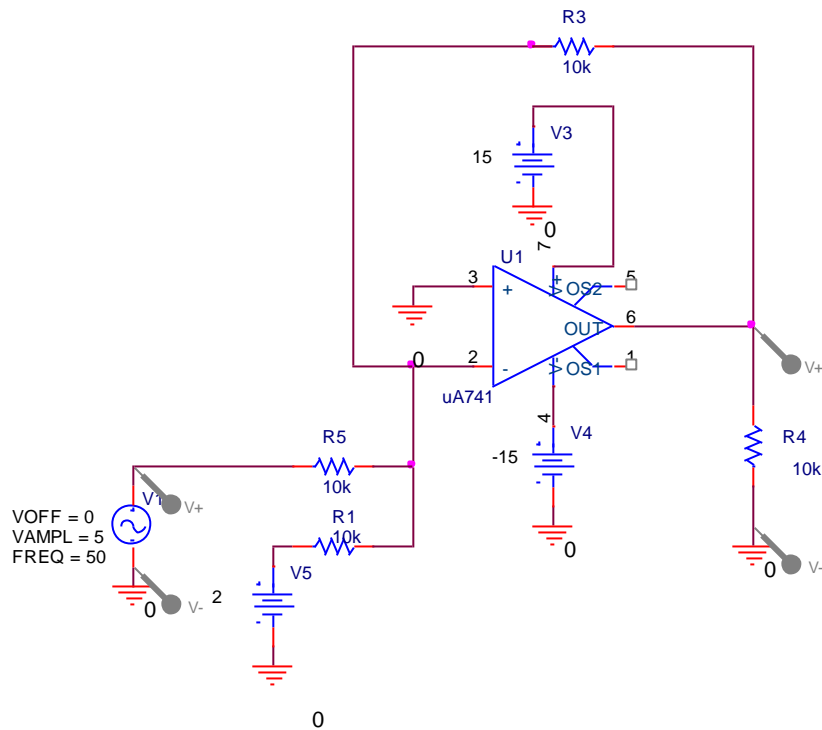 R3
10k
V3
15
0
7
U1
3
+
V+
OS2
5
OUT
6
2
-
0
V-
OS1
1
uA741
V+
4
V4
-15
0
R4
10k
V-
0
R5
10k
V1
V+
VOFF = 0
VAMPL = 5
FREQ = 50
R1
10k
V5
2
V-
0
0